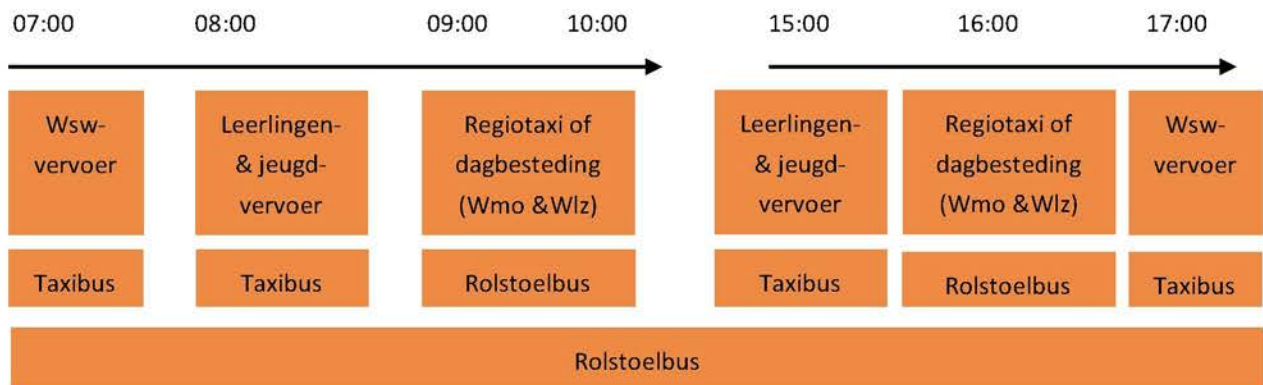 07:00 08:00 09:00 10:00 15:00 16:00 17:00
Wsw-
vervoer
Leerlingen-
& jeugd-
vervoer
Regiotaxi of
dagbesteding
(Wmo &Wlz)
Leerlingen-
& jeugd-
vervoer
Regiotaxi of
dagbesteding
(Wmo &Wlz)
Wsw-
vervoer
Taxibus Taxibus Rolstoelbus Taxibus Rolstoelbus Taxibus
Rolstoelbus